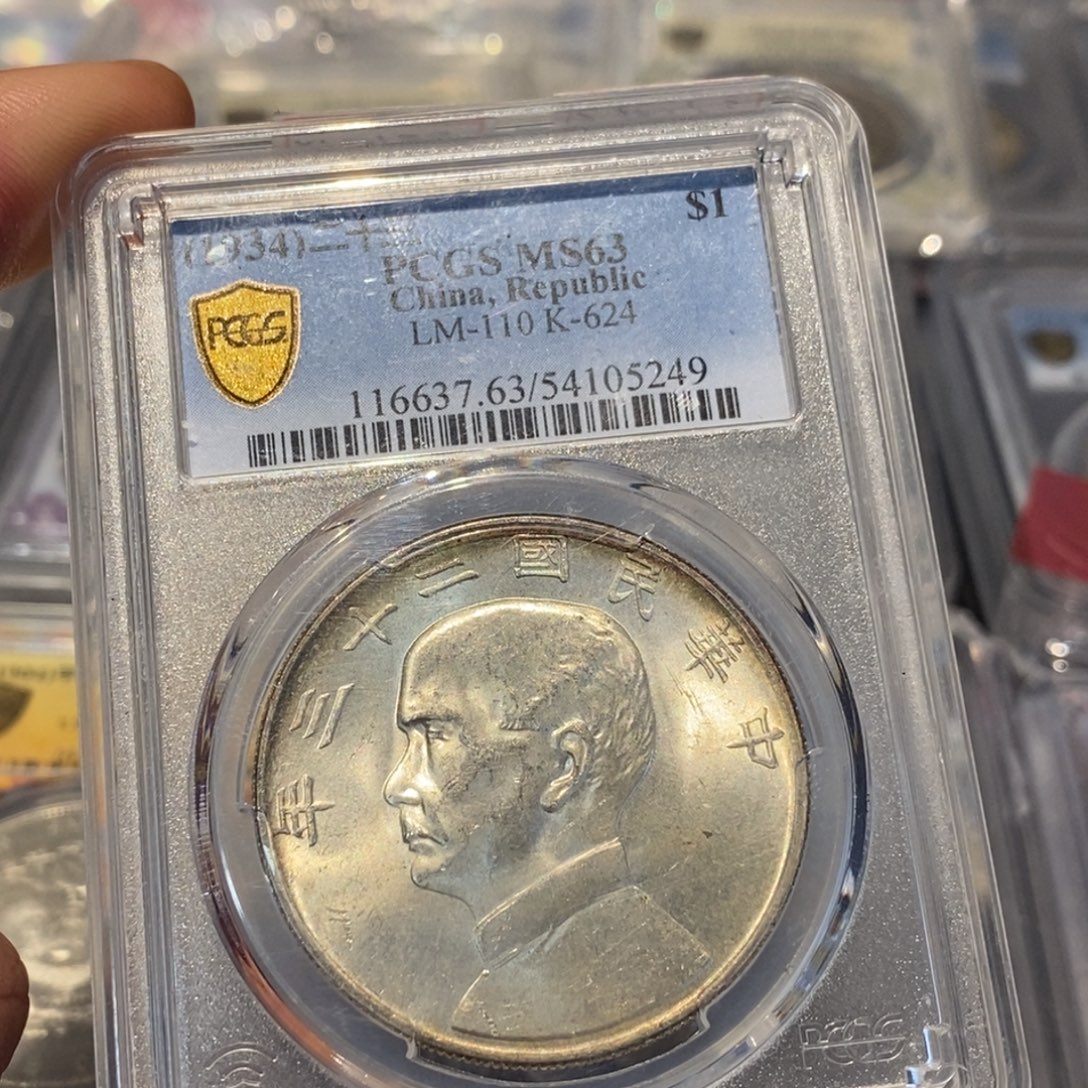 $1
(1934)二十
PCGS MS63
China, Republic
LM-110 K-624
PCGS
116637.63/54105249
中華民國二十三年
PCGS